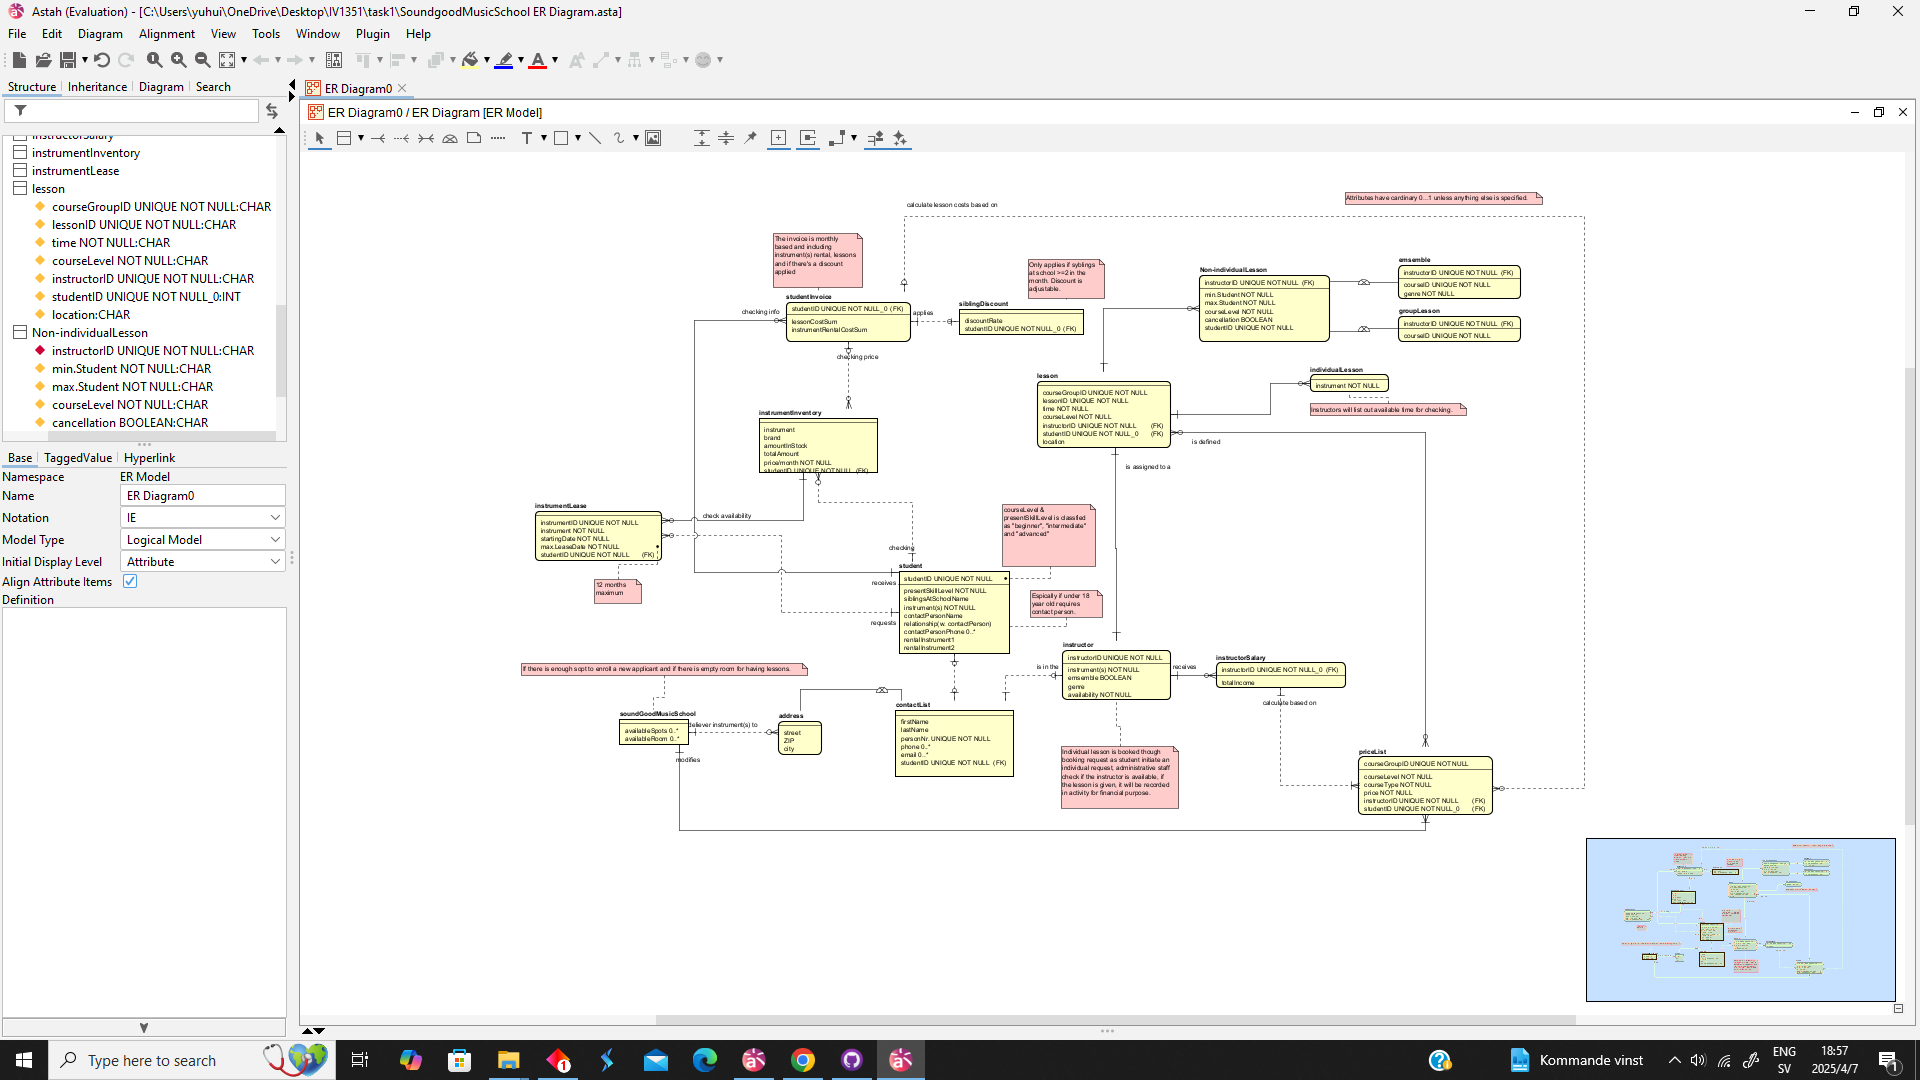 Astah (Evaluation) - [C:\Users\yuhui\OneDrive\Desktop\IV1351\task1\SoundgoodMusicSchool ER Diagram.asta]
File Edit Diagram Alignment View Tools Window Plugin Help
Structure Inheritance Diagram Search
instructorSalary
instrumentInventory
instrumentLease
lesson
courseGroupID UNIQUE NOT NULL:CHAR
lessonID UNIQUE NOT NULL:CHAR
time NOT NULL:CHAR
courseLevel NOT NULL:CHAR
instructorID UNIQUE NOT NULL:CHAR
studentID UNIQUE NOT NULL_0:INT
location:CHAR
Non-individualLesson
instructorID UNIQUE NOT NULL:CHAR
min.Student NOT NULL:CHAR
max.Student NOT NULL:CHAR
courseLevel NOT NULL:CHAR
cancellation BOOLEAN:CHAR
Base TaggedValue Hyperlink
Namespace ER Model
Name ER Diagram0
Notation IE
Model Type Logical Model
Initial Display Level Attribute
Align Attribute Items
Definition
ER Diagram0
ER Diagram0 / ER Diagram [ER Model]
Attributes have cardinary 0...1 unless anything else is specified.
calculate lesson costs based on
The invoice is monthly
based and including
instrument(s) rental, lessons
and if there's a discount
applied
studentInvoice
studentID UNIQUE NOT NULL_0 (FK)
lessonCostSum
instrumentRentalCostSum
checking info
applies
checking price
Only applies if syblings
at school >=2 in the
month. Discount is
adjustable.
siblingDiscount
discountRate
studentID UNIQUE NOT NULL_0 (FK)
Non-individualLesson
instructorID UNIQUE NOT NULL (FK)
min.Student NOT NULL
max.Student NOT NULL
courseLevel NOT NULL
cancellation BOOLEAN
studentID UNIQUE NOT NULL
emsemble
instructorID UNIQUE NOT NULL (FK)
courseID UNIQUE NOT NULL
genre NOT NULL
groupLesson
instructorID UNIQUE NOT NULL (FK)
courseID UNIQUE NOT NULL
lesson
courseGroupID UNIQUE NOT NULL
lessonID UNIQUE NOT NULL
time NOT NULL
courseLevel NOT NULL
instructorID UNIQUE NOT NULL (FK)
studentID UNIQUE NOT NULL_0 (FK)
location
individualLesson
instrument NOT NULL
Instructors will list out available time for checking.
is defined
is assigned to a
instrumentInventory
instrument
brand
amountInStock
totalAmount
price/month NOT NULL
studentID UNIQUE NOT NULL (FK)
instrumentLease
instrumentID UNIQUE NOT NULL
instrument NOT NULL
startingDate NOT NULL
max.LeaseDate NOT NULL
studentID UNIQUE NOT NULL (FK)
check availability
12 months
maximum
courseLevel &
presentSkillLevel is classified
as "beginner", "intermediate"
and "advanced"
checking
receives
requests
student
studentID UNIQUE NOT NULL
presentSkillLevel NOT NULL
siblingsAtSchoolName
instrument(s) NOT NULL
contactPersonName
relationship(w. contactPerson)
contactPersonPhone 0..*
rentalInstrument1
rentalInstrument2
Espically if under 18
year old requires
contact person.
instructor
instructorID UNIQUE NOT NULL
instrument(s) NOT NULL
emsemble BOOLEAN
genre
availability NOT NULL
is in the
receives
instructorSalary
instructorID UNIQUE NOT NULL_0 (FK)
totalIncome
calculate based on
If there is enough sopt to enroll a new applicant and if there is empty room for having lessons.
soundGoodMusicSchool
availableSpots 0..*
availableRoom 0..*
deliever instrument(s) to
modifies
address
street
ZIP
city
contactList
firstName
lastName
personNr. UNIQUE NOT NULL
phone 0..*
email 0..*
studentID UNIQUE NOT NULL (FK)
Individual lesson is booked though
booking request as student initiate an
individual request; administrative staff
check if the instructor is available, if
the lesson is given, it will be recorded
in activity for financial purpose.
priceList
courseGroupID UNIQUE NOT NULL
courseLevel NOT NULL
courseType NOT NULL
price NOT NULL
instructorID UNIQUE NOT NULL (FK)
studentID UNIQUE NOT NULL_0 (FK)
Type here to search
Kommande vinst
ENG
SV
18:57
2025/4/7